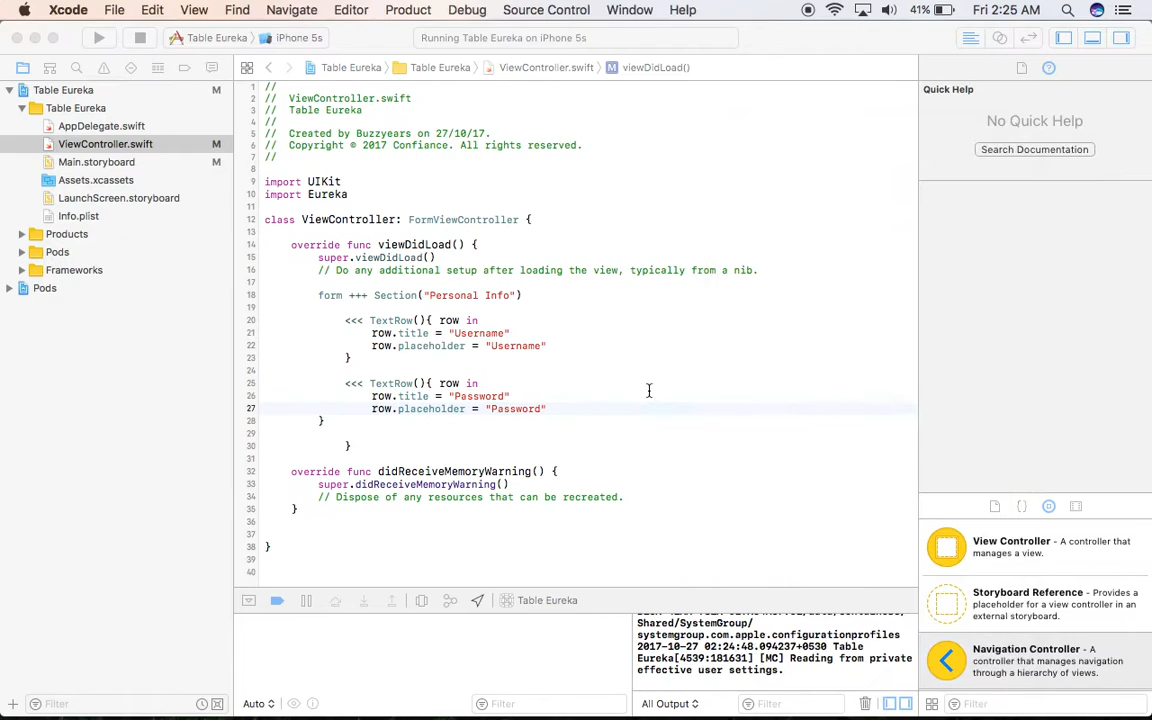 Xcode File Edit View Find Navigate Editor Product Debug Source Control Window Help 41% Fri 2:25 AM
Table Eureka iPhone 5s Running Table Eureka on iPhone 5s
Table Eureka Table Eureka ViewController.swift M viewDidLoad()
Table Eureka M
Table Eureka
AppDelegate.swift
ViewController.swift M
Main.storyboard M
Assets.xcassets
LaunchScreen.storyboard
Info.plist
Products
Pods
Frameworks
Pods
Filter
1 //
2 // ViewController.swift
3 // Table Eureka
4 //
5 // Created by Buzzyears on 27/10/17.
6 // Copyright © 2017 Confiance. All rights reserved.
7 //
8
9 import UIKit
10 import Eureka
11
12 class ViewController: FormViewController {
13
14 override func viewDidLoad() {
15 super.viewDidLoad()
16 // Do any additional setup after loading the view, typically from a nib.
17
18 form +++ Section("Personal Info")
19
20 <<< TextRow(){ row in
21 row.title = "Username"
22 row.placeholder = "Username"
23 }
24
25 <<< TextRow(){ row in
26 row.title = "Password"
27 row.placeholder = "Password"
28 }
29
30 }
31
32 override func didReceiveMemoryWarning() {
33 super.didReceiveMemoryWarning()
34 // Dispose of any resources that can be recreated.
35 }
36
37
38 }
39
40
Table Eureka
Shared/SystemGroup/
systemgroup.com.apple.configurationprofiles
2017-10-27 02:24:48.094237+0530 Table
Eureka[4539:181631] [MC] Reading from private
effective user settings.
Auto Filter All Output Filter
Quick Help
No Quick Help
Search Documentation
{}
View Controller - A controller that
manages a view.
Storyboard Reference - Provides a
placeholder for a view controller in an
external storyboard.
Navigation Controller - A
controller that manages navigation
through a hierarchy of views.
Filter